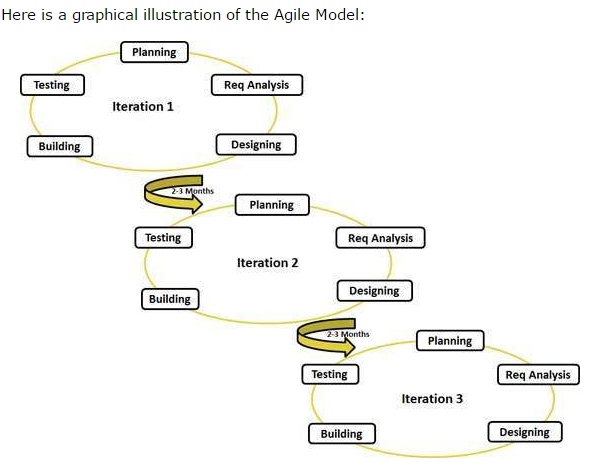 Here is a graphical illustration of the Agile Model:
Planning
Testing
Req Analysis
Iteration 1
Building
Designing
2-3 Months
Planning
Testing
Req Analysis
Iteration 2
Building
Designing
2-3 Months
Planning
Testing
Req Analysis
Iteration 3
Building
Designing